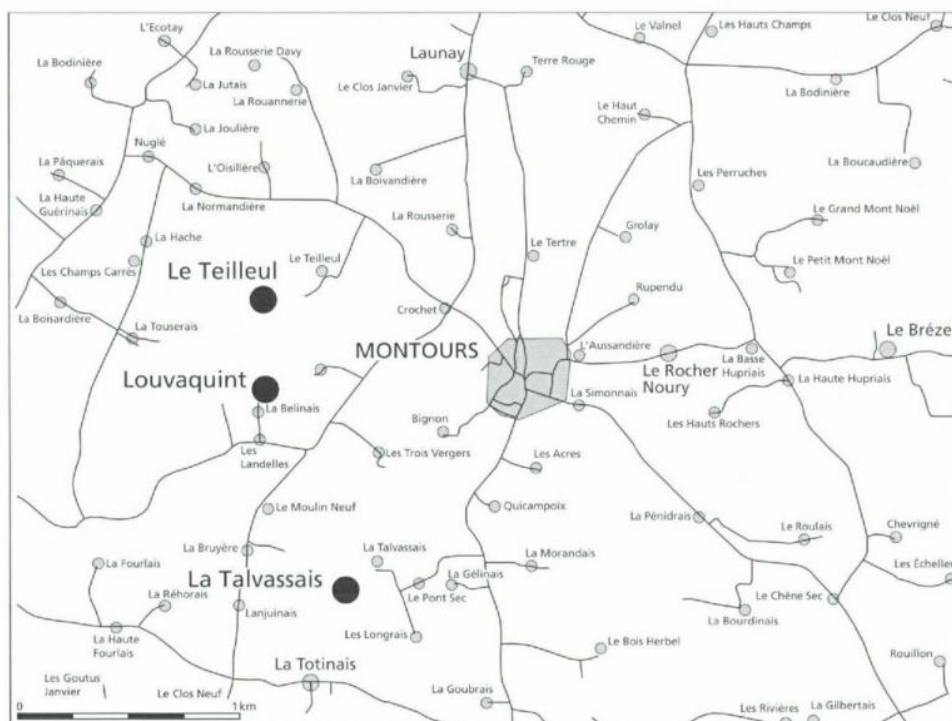 L'Ecotay
Le Valnel
Les Hauts Champs
Le Clos Neuf
La Rousserie Davy
Launay
La Bodinière
Terre Rouge
La Jutais
La Rouannerie
Le Clos Janvier
La Bodinière
Le Haut
Chemin
La Joulière
Nuglé
La Pâquerais
L'Oisillère
La Boivandière
La Boucaudière
Les Perruches
La Haute
Guérinais
La Normandière
La Rousserie
Le Grand Mont Noël
La Hache
Grolay
Le Tertre
Les Champs Carrés
Le Teilleul
Le Teilleul
Le Petit Mont Noël
Rupendu
La Boisardière
Crochet
La Touserais
Le Bréze
MONTOURS
L'Aussandière
La Basse
Hupriais
Le Rocher
Noury
Louvaquint
La Haute Hupriais
La Simonnais
La Belinais
Bignon
Les Hauts Rochers
Les
Landelles
Les Trois Vergers
Les Acres
Le Moulin Neuf
Quicampoix
La Pénidrais
Le Roulais
Chevrigné
La Bruyère
La Talvassais
La Morandais
La Fourlais
La Talvassais
La Gélinais
Les Échelle
La Réhorais
Lanjuinais
Le Pont Sec
Le Chêne Sec
La Bourdinais
La Haute
Fourlais
Les Longrais
Le Bois Herbel
La Totinais
Rouillon
Les Goutus
Janvier
Le Clos Neuf
La Goubrais
Les Rivières
La Gilbertais
0
1km